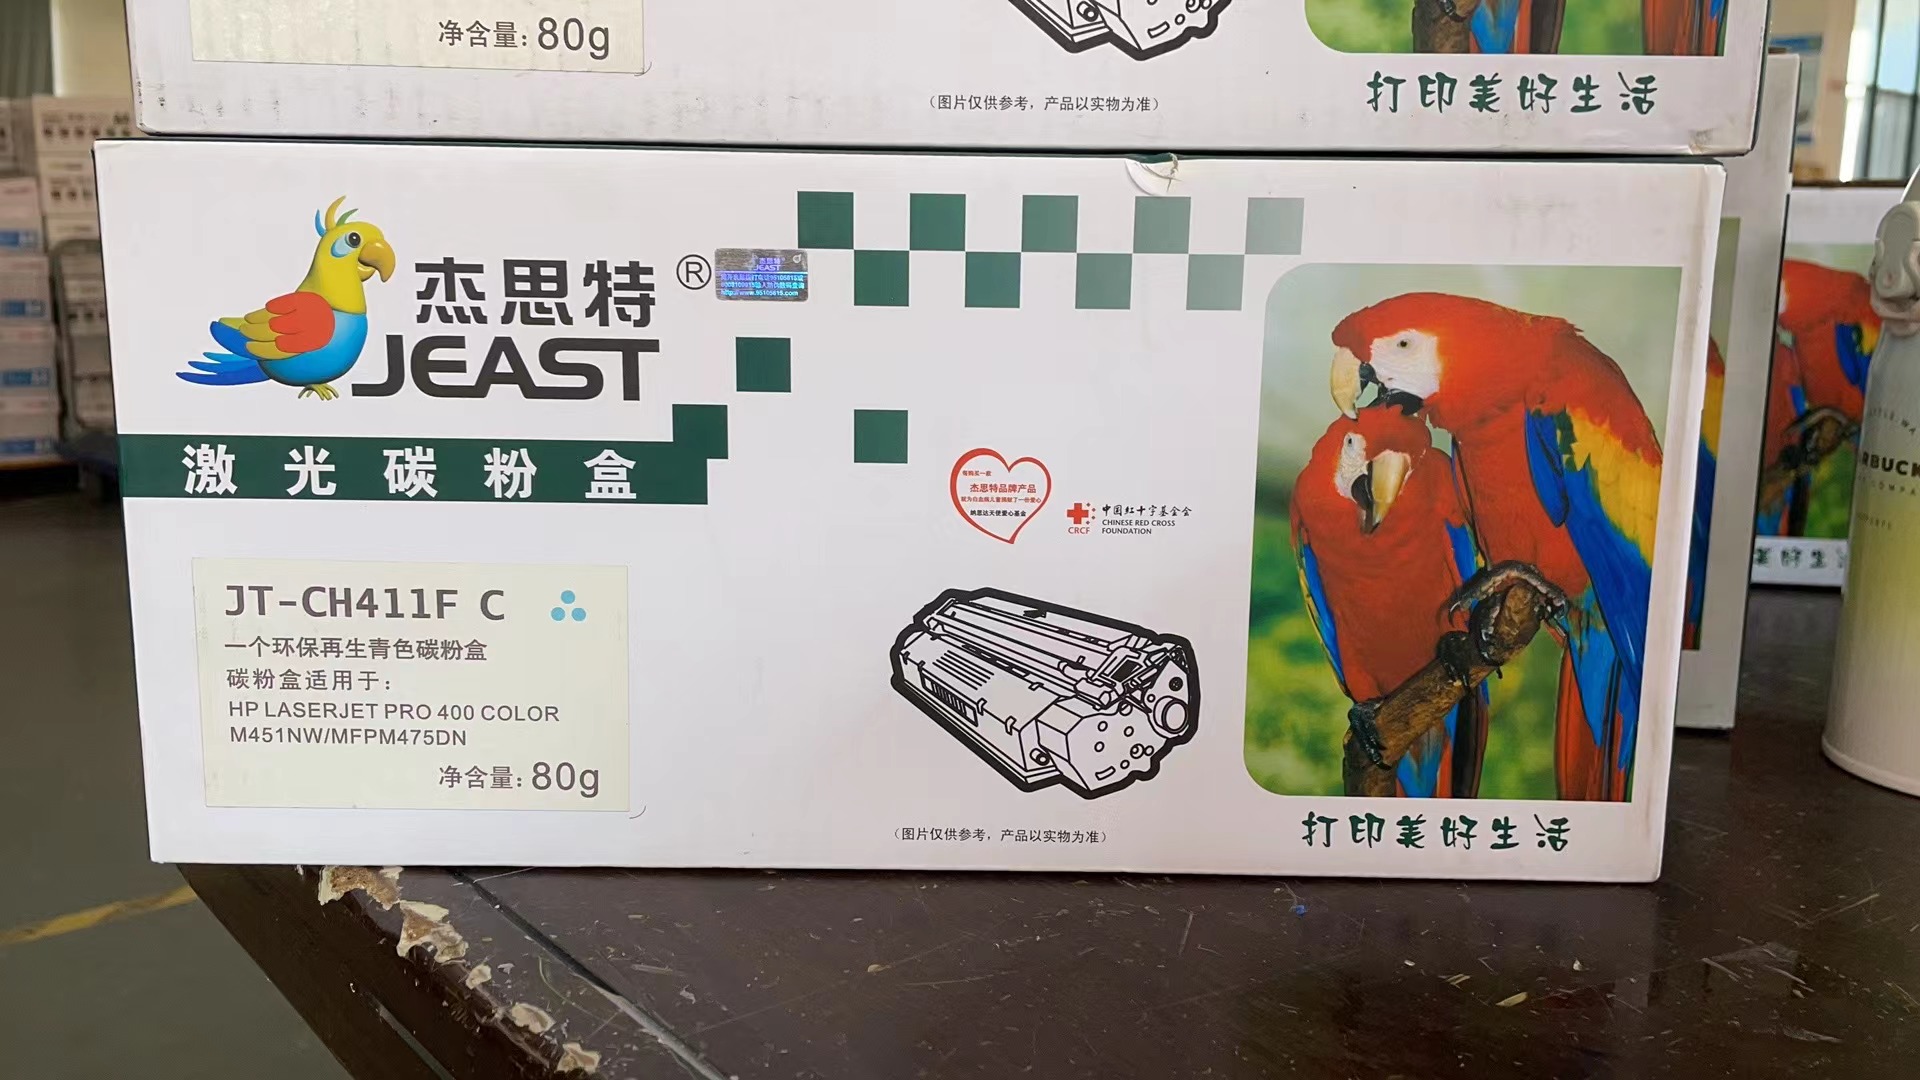 净含量: 80g
(图片仅供参考，产品以实物为准)
打印美好生活
杰思特®
JEAST
激光碳粉盒
杰思特
JEAST
杰思特品牌产品
中国红十字基金会
CHINESE RED CROSS
FOUNDATION
CRCF
JT-CH411F C
一个环保再生青色碳粉盒
碳粉盒适用于:
HP LASERJET PRO 400 COLOR
M451NW/MFPM475DN
净含量: 80g
(图片仅供参考，产品以实物为准)
打印美好生活